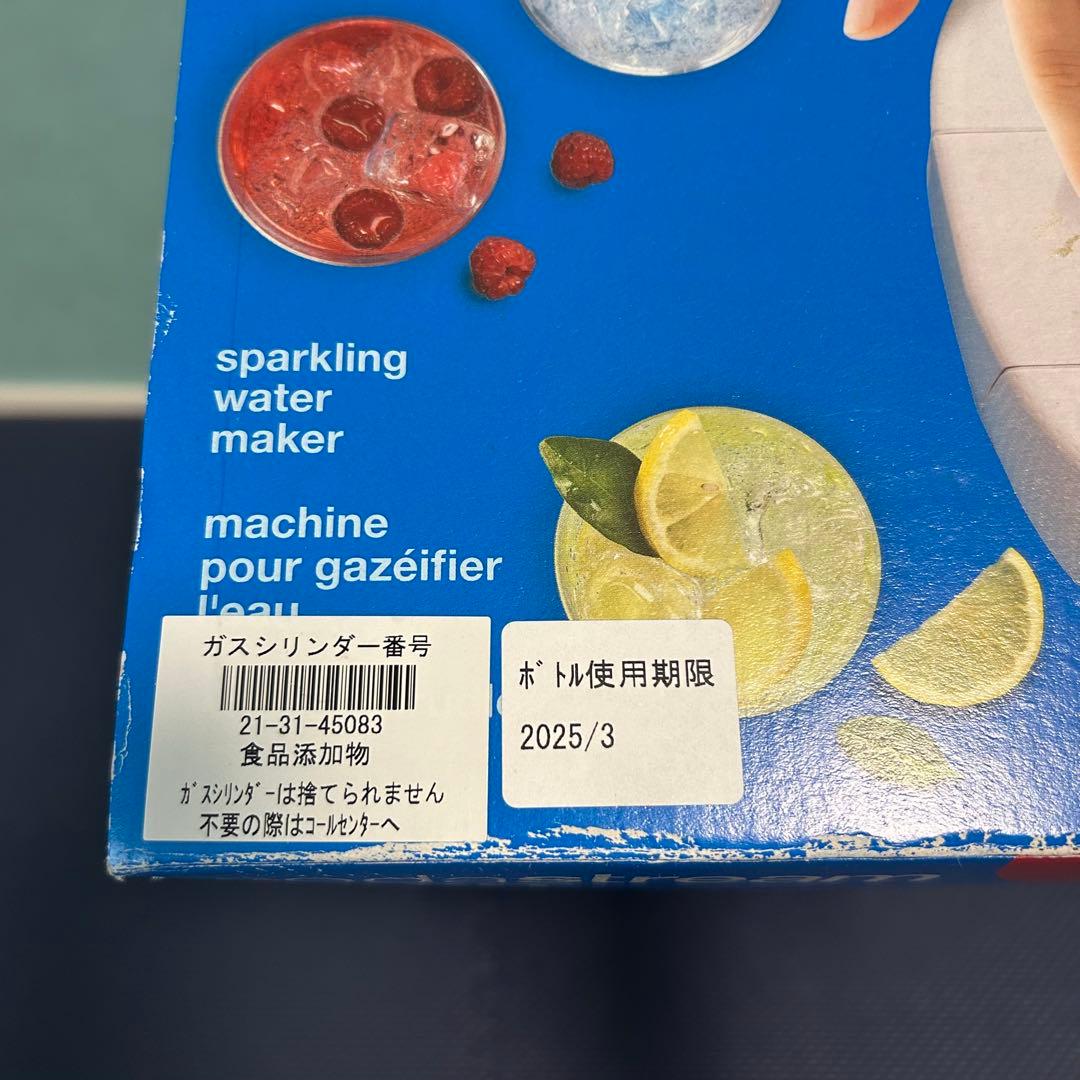 sparkling
water
maker
machine
pour gazéifier
l'eau
ガスシリンダー番号
21-31-45083
食品添加物
ｶﾞｽｼﾘﾝﾀﾞｰは捨てられません
不要の際はｺｰﾙｾﾝﾀｰへ
ﾎﾞﾄﾙ使用期限
2025/3